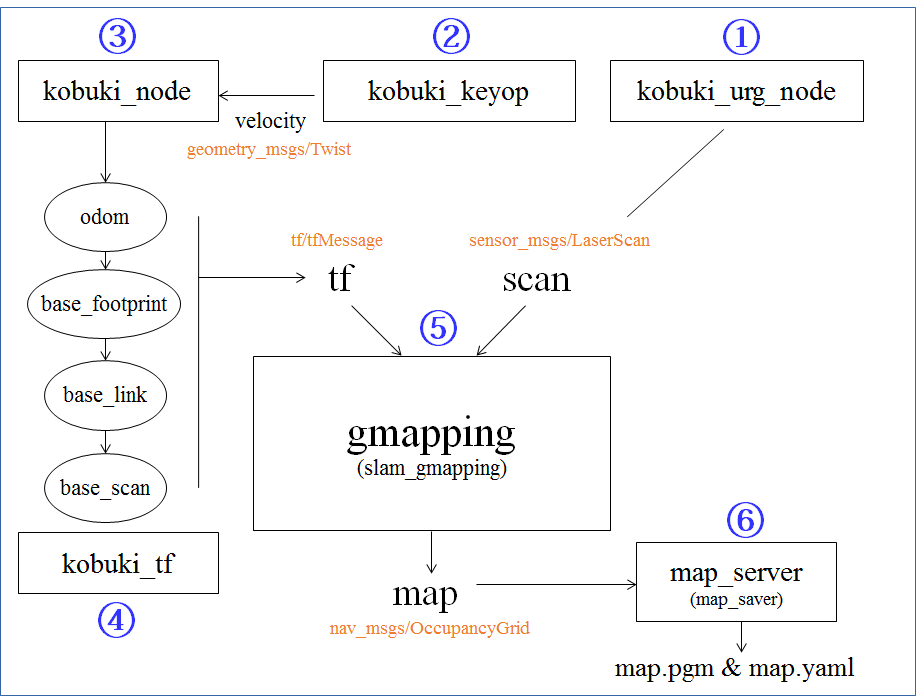 ③
②
①
kobuki_node
kobuki_keyop
kobuki_urg_node
velocity
geometry_msgs/Twist
odom
tf/tfMessage
sensor_msgs/LaserScan
tf
scan
base_footprint
⑤
base_link
gmapping
(slam_gmapping)
base_scan
⑥
kobuki_tf
map_server
(map_saver)
map
nav_msgs/OccupancyGrid
④
map.pgm & map.yaml